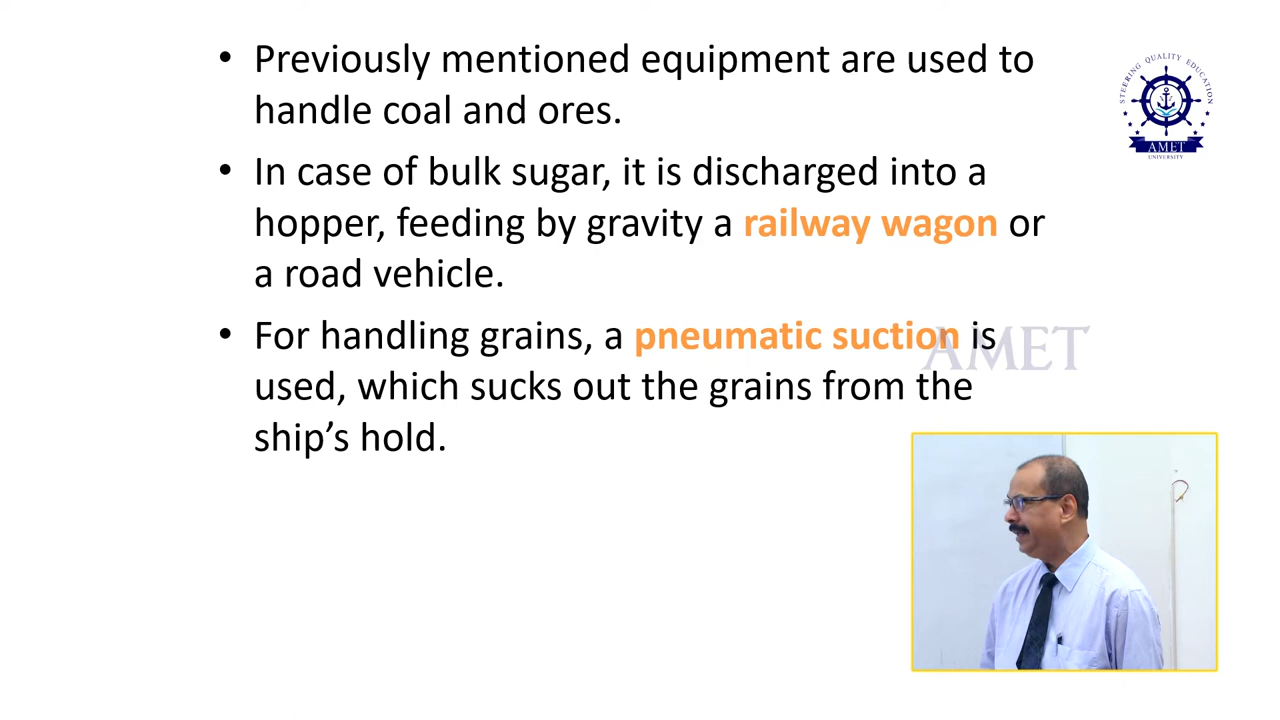 • Previously mentioned equipment are used to
handle coal and ores.
• In case of bulk sugar, it is discharged into a
hopper, feeding by gravity a railway wagon or
a road vehicle.
• For handling grains, a pneumatic suction is
used, which sucks out the grains from the
ship’s hold.
STEERING QUALITY EDUCATION
AMET
UNIVERSITY
AMET